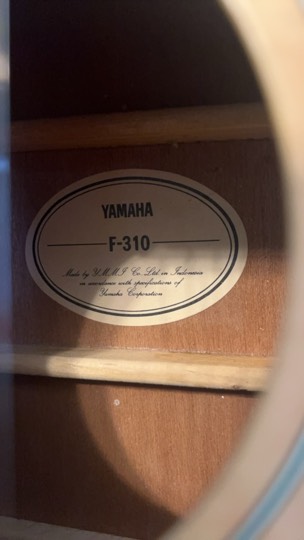 YAMAHA
F-310
Made by Y.M.M.I Co. Ltd in Indonesia
in accordance with specifications of
Yamaha Corporation